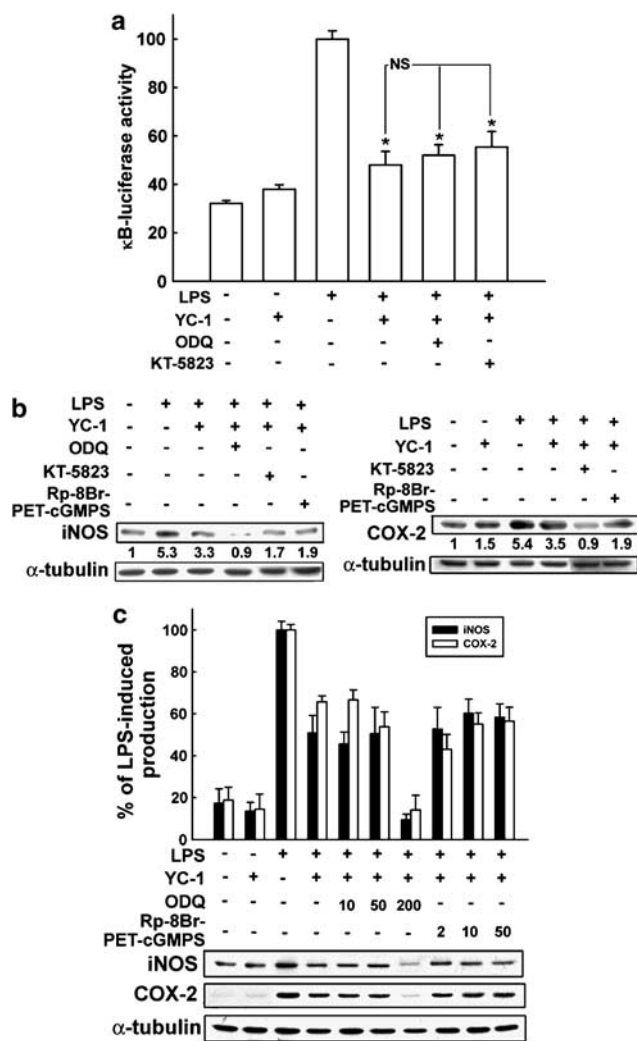 a
κB-luciferase activity
100
80
60
40
20
0
NS
* * *
LPS - - + + + +
YC-1 - + - + + +
ODQ - - - - + -
KT-5823 - - - - - +
b
LPS - + + + + +
YC-1 - - + + + +
ODQ - - - + - -
KT-5823 - - - - + -
Rp-8Br-
PET-cGMPS - - - - - +
iNOS
1 5.3 3.3 0.9 1.7 1.9
α-tubulin
LPS - - + + + +
YC-1 - + - + + +
KT-5823 - - - - + -
Rp-8Br-
PET-cGMPS - - - - - +
COX-2
1 1.5 5.4 3.5 0.9 1.9
α-tubulin
c
% of LPS-induced
production
100
80
60
40
20
0
iNOS
COX-2
LPS - - + + + + + + + +
YC-1 - + - + + + + + + +
ODQ - - - - 10 50 200 - - -
Rp-8Br-
PET-cGMPS - - - - - - - 2 10 50
iNOS
COX-2
α-tubulin